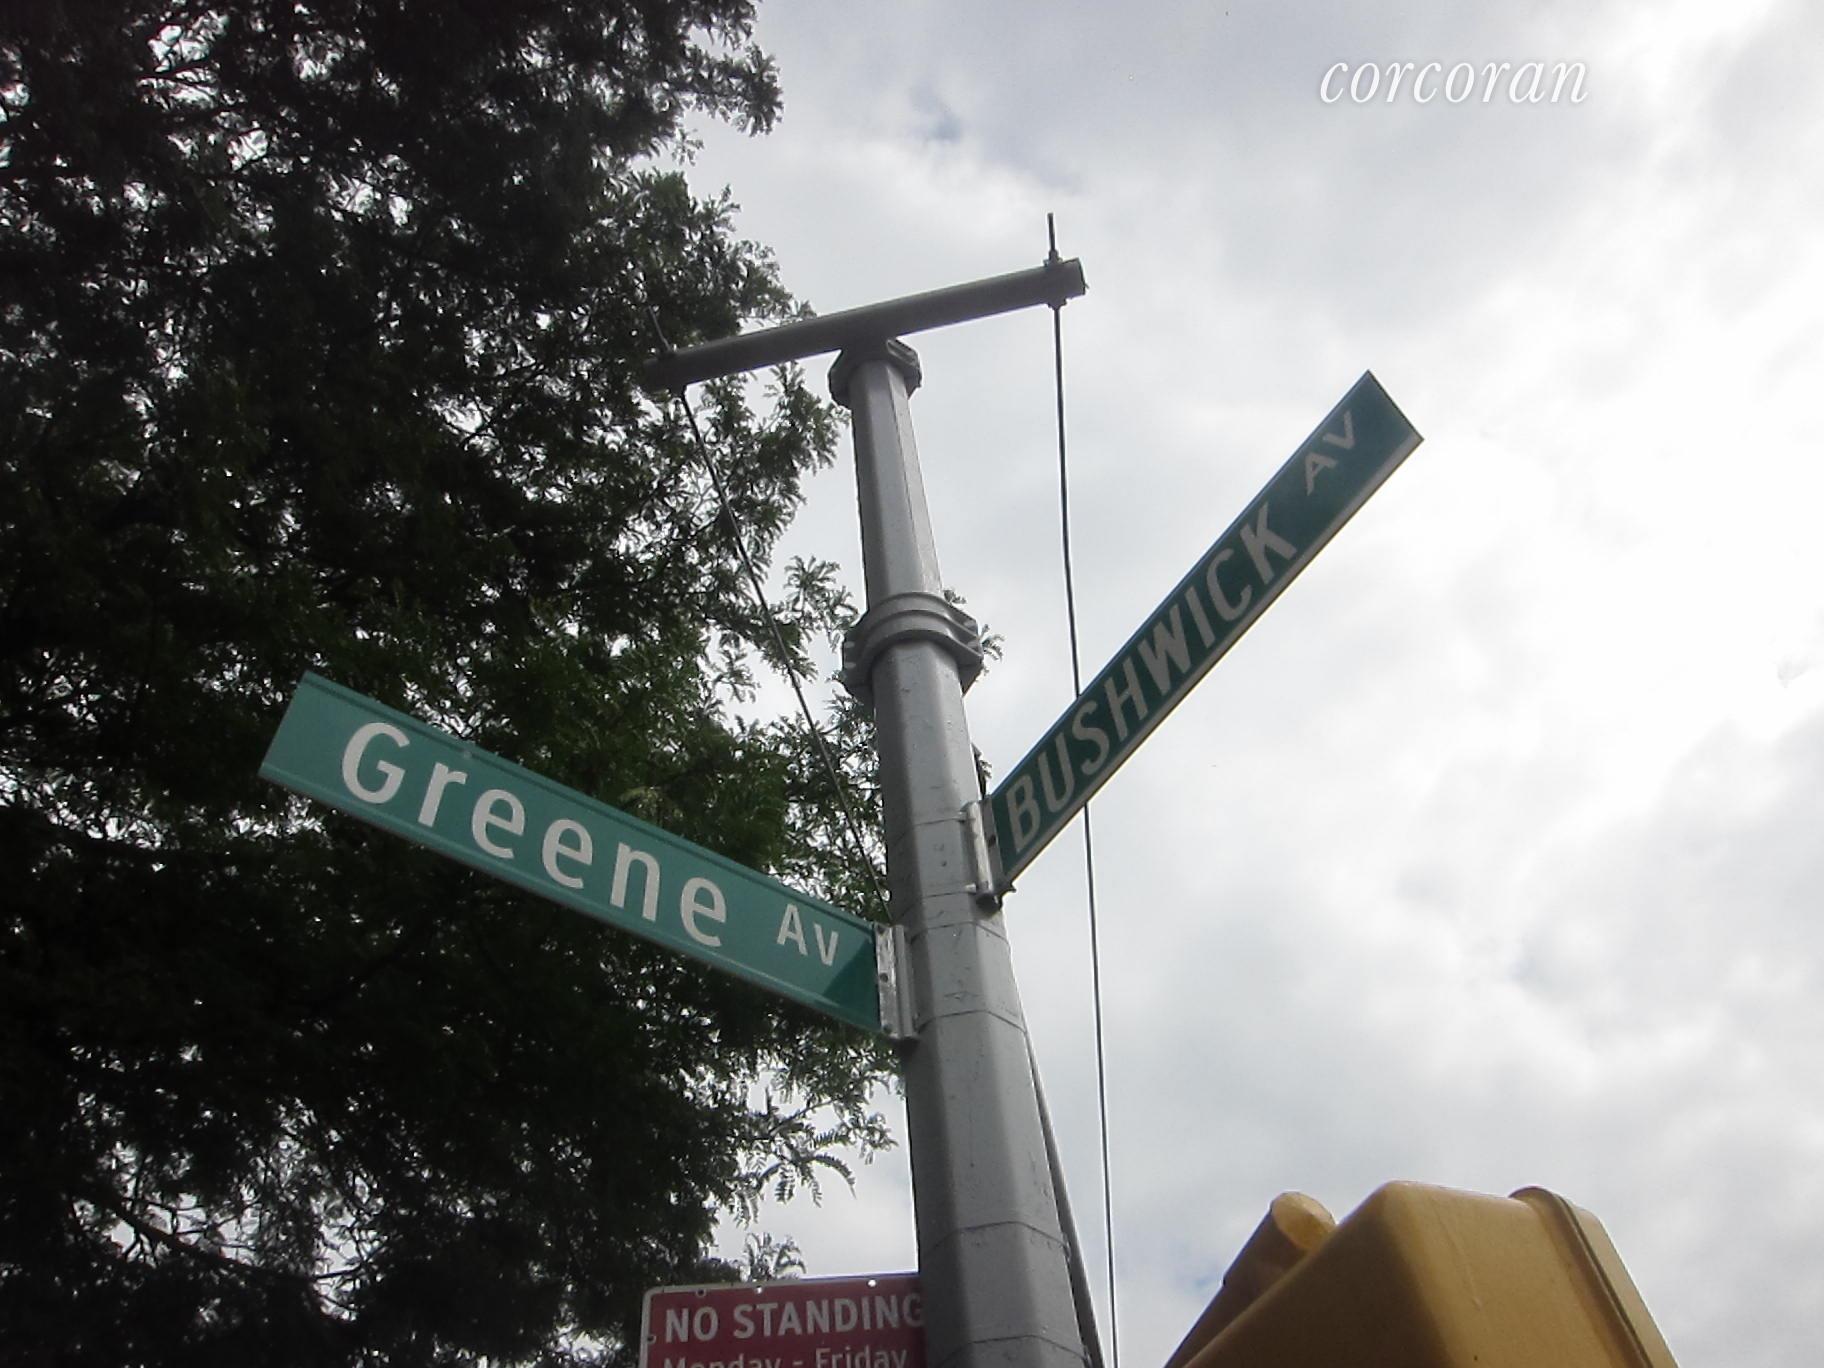 corcoran
BUSHWICK AV
Greene Av
NO STANDING
Monday - Friday